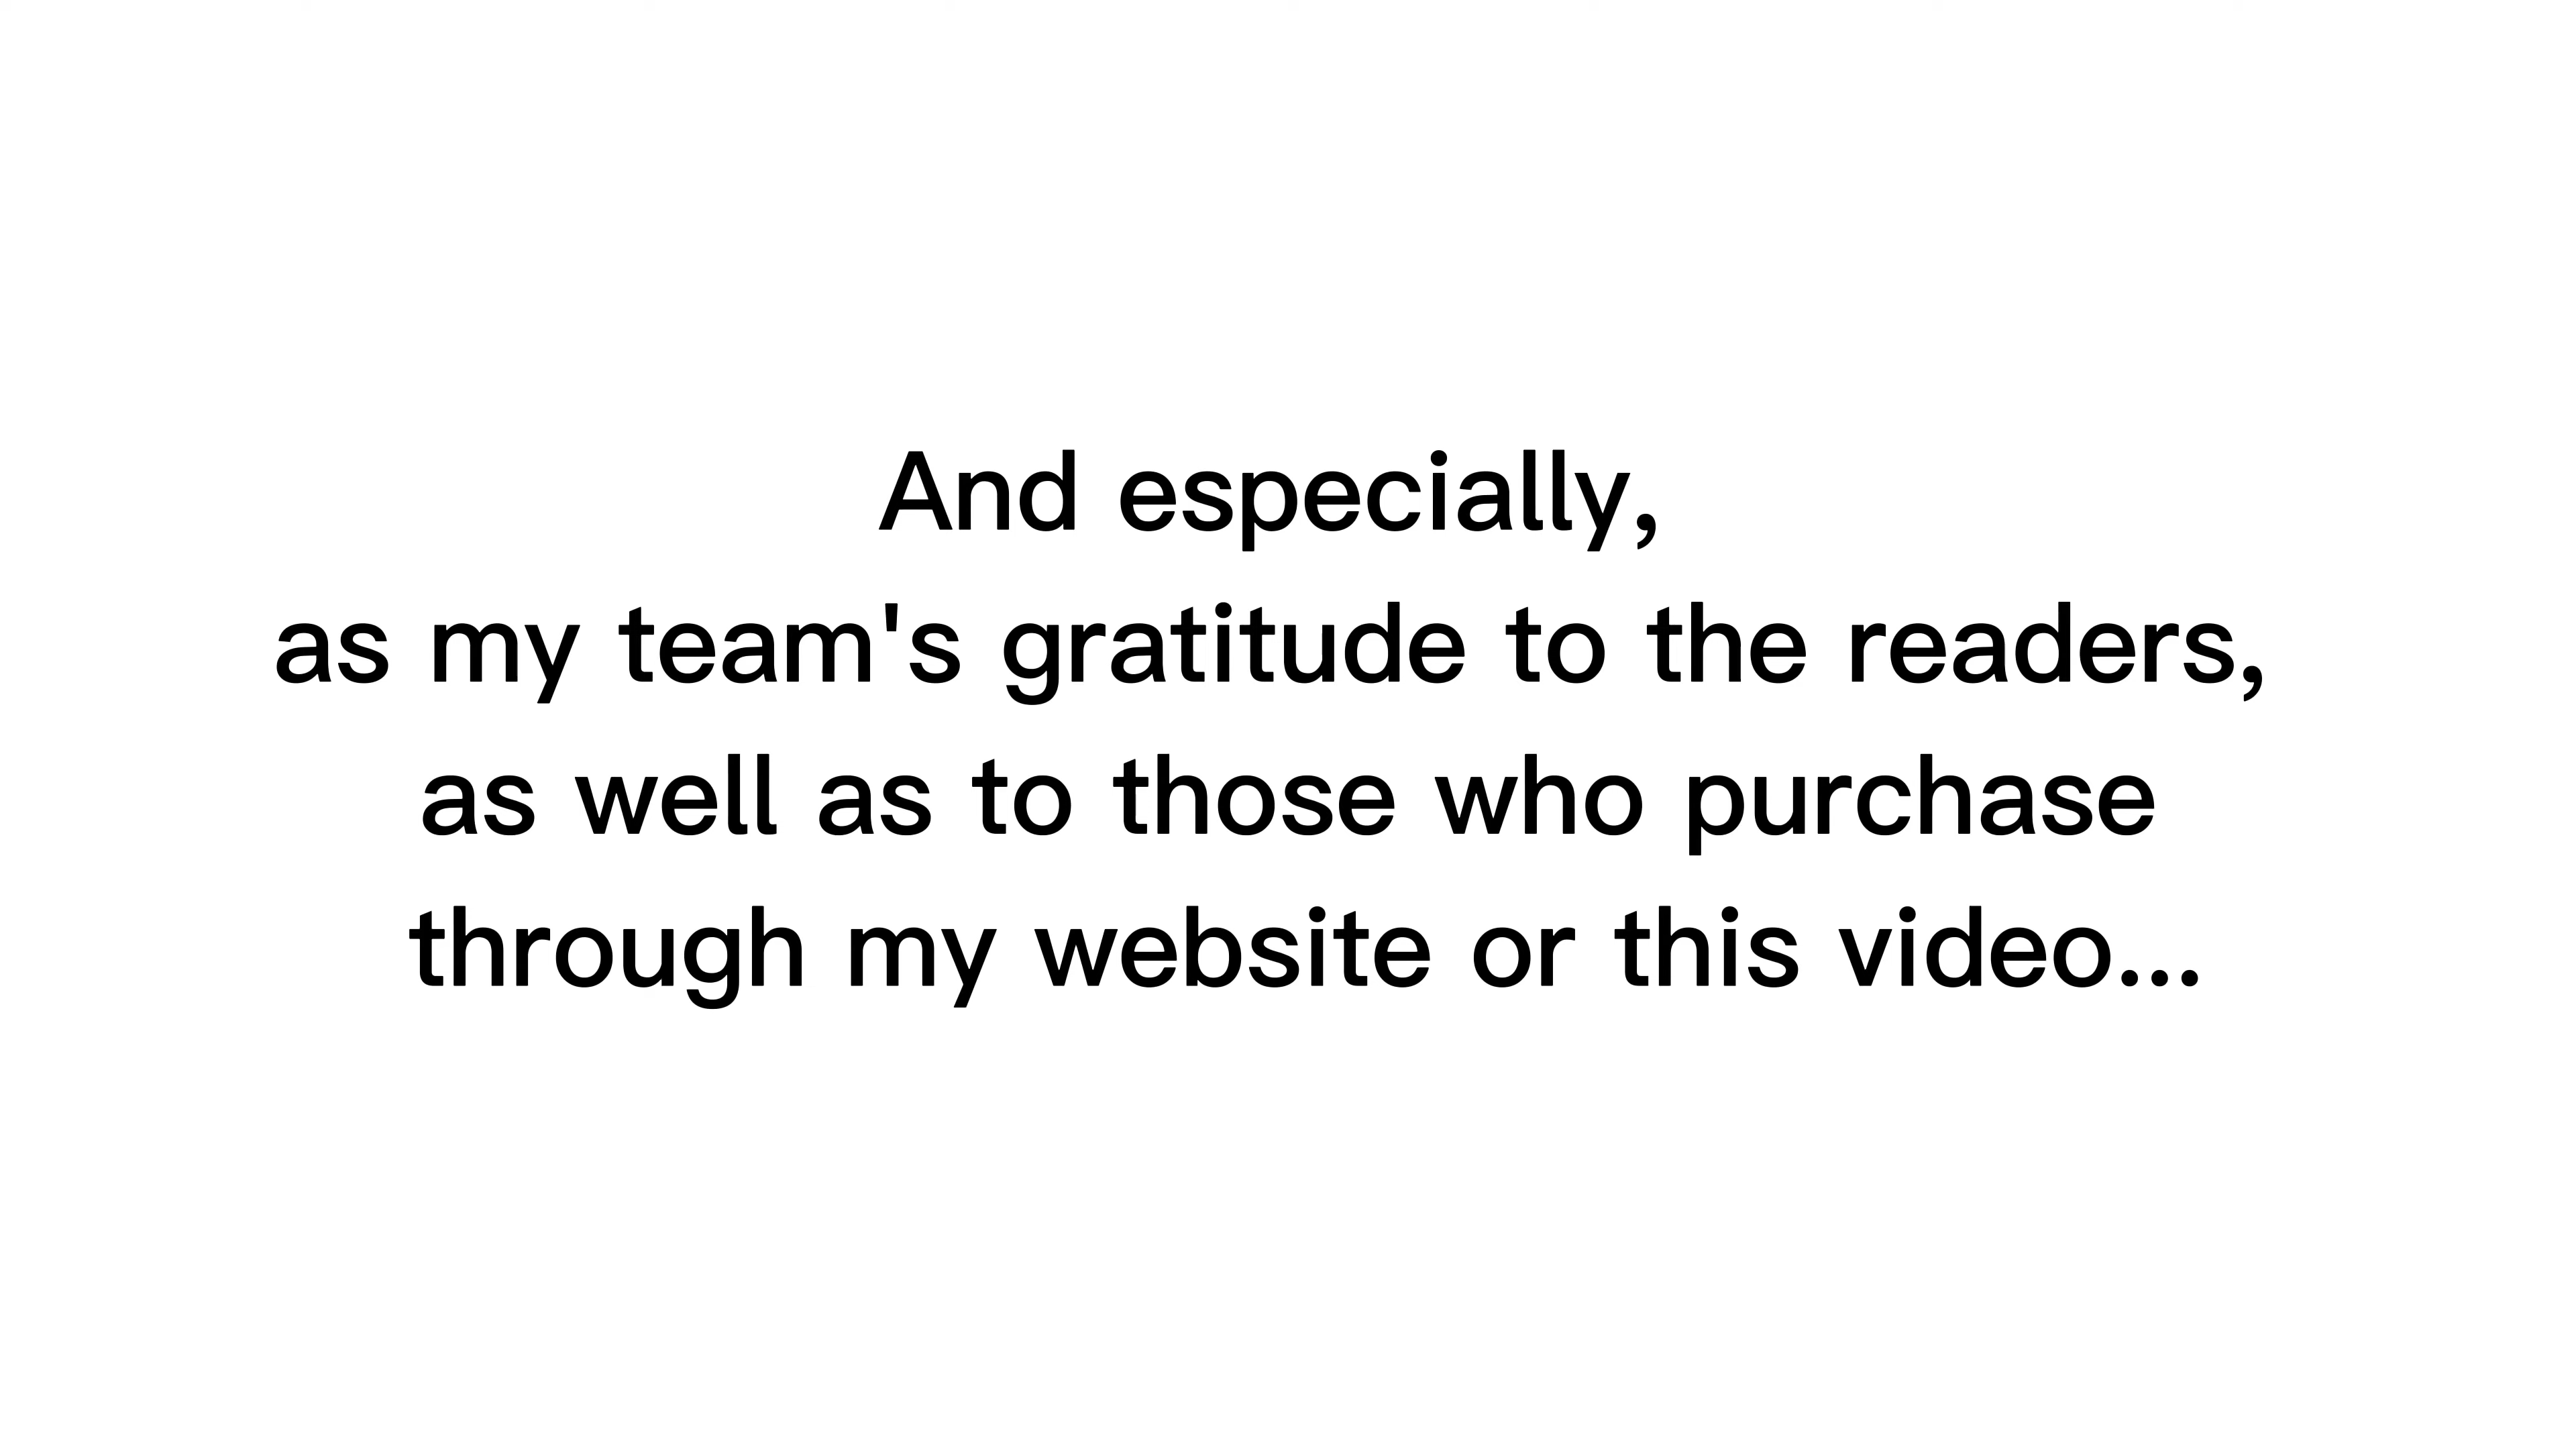 And especially,
as my team's gratitude to the readers,
as well as to those who purchase
through my website or this video...